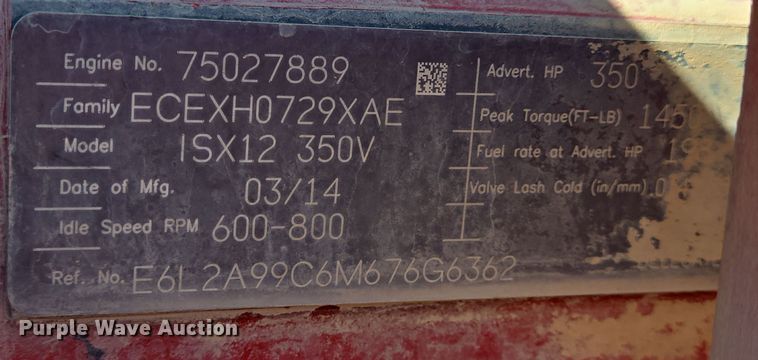 Engine No. 75027889
Family ECEXH0729XAE
Model ISX12 350V
Date of Mfg. 03/14
Idle Speed RPM 600-800
Ref. No. E6L2A99C6M676G6362
Advert. HP 350
Peak Torque(FT-LB) 1450
Fuel rate at Advert. HP
Valve Lash Cold (in/mm)
Purple Wave Auction